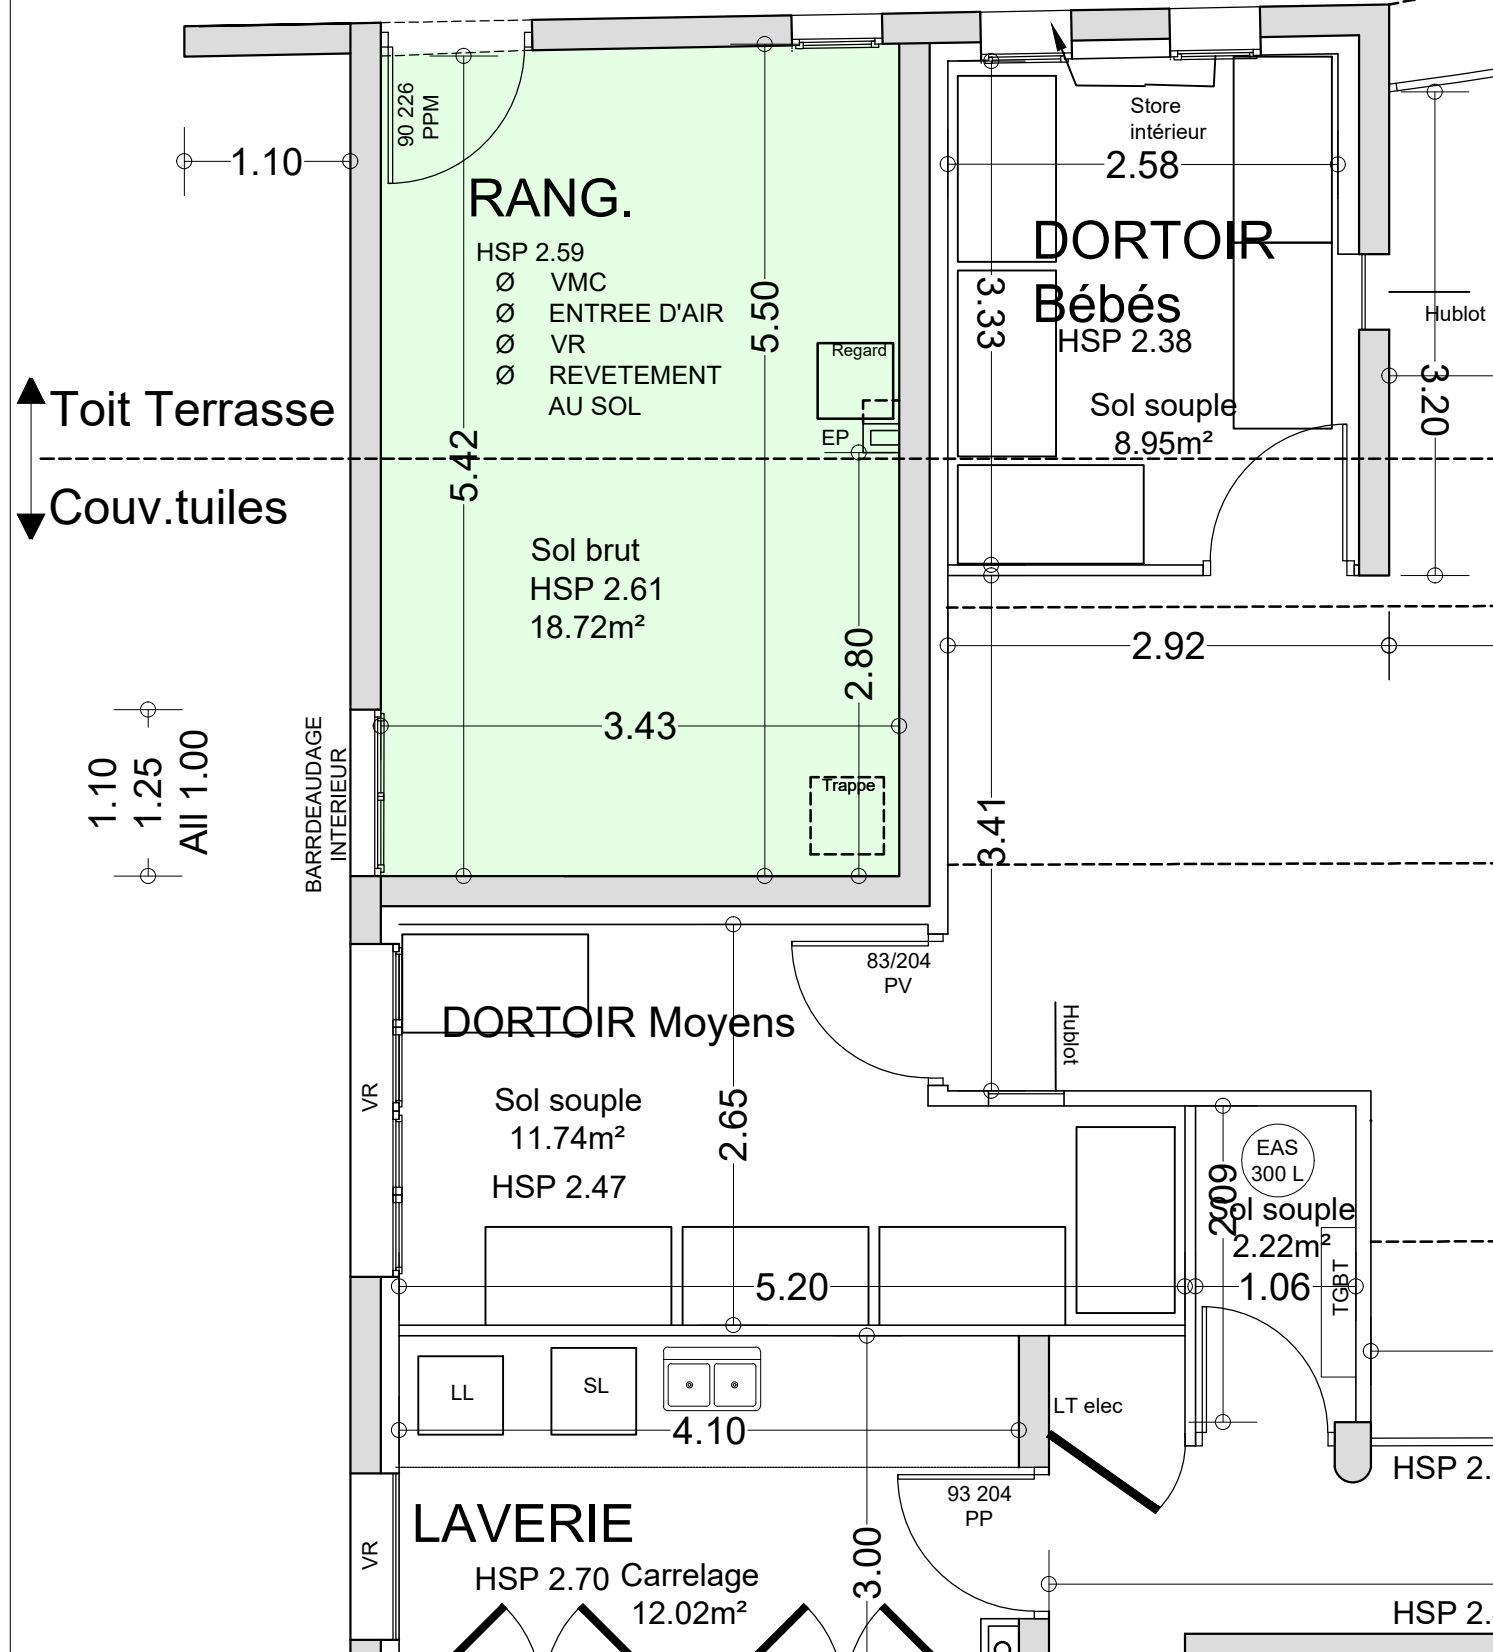 90 226
PPM
1.10
RANG.
HSP 2.59
Ø VMC
Ø ENTREE D'AIR
Ø VR
Ø REVETEMENT
AU SOL
5.50
5.42
Regard
EP
Store
intérieur
2.58
DORTOIR
Bébés
HSP 2.38
3.33
Sol souple
8.95m²
Hublot
3.20
Toit Terrasse
Couv.tuiles
Sol brut
HSP 2.61
18.72m²
2.80
2.92
3.43
Trappe
1.10
1.25
All 1.00
BARRDEAUDAGE
INTERIEUR
3.41
83/204
PV
DORTOIR Moyens
Hublot
VR
Sol souple
11.74m²
HSP 2.47
2.65
EAS
300 L
2.09
Sol souple
2.22m²
5.20
1.06
TGBT
LL
SL
4.10
LT elec
HSP 2.
93 204
PP
LAVERIE
VR
HSP 2.70
Carrelage
12.02m²
3.00
HSP 2.